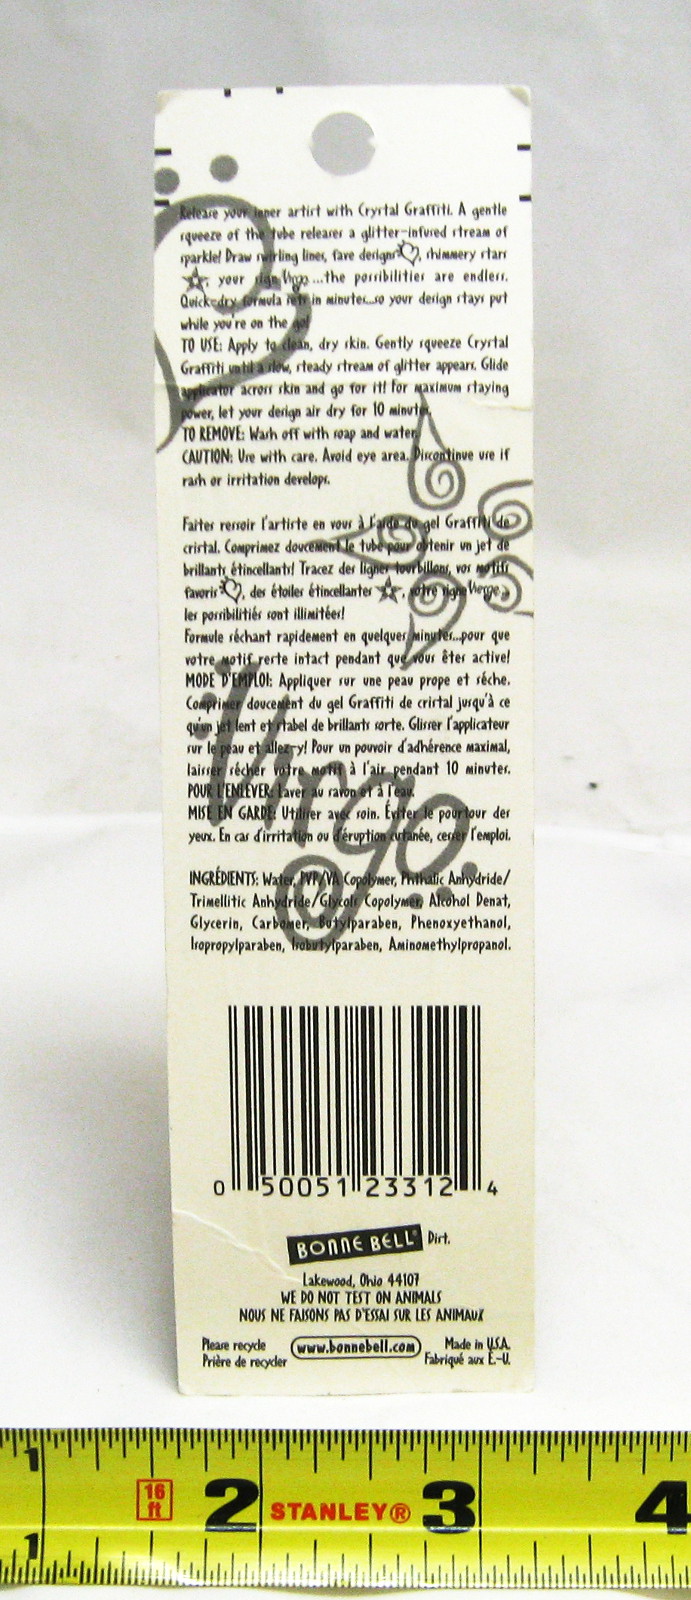 Release your inner artist with Crystal Graffiti. A gentle
squeeze of the tube releases a glitter-infused stream of
sparkle! Draw swirling lines, fave designs, shimmery stars
, your sign Virgo ...the possibilities are endless.
Quick-dry formula sets in minutes...so your design stays put
while you're on the go!
TO USE: Apply to clean, dry skin. Gently squeeze Crystal
Graffiti until a slow, steady stream of glitter appears. Glide
applicator across skin and go for it! For maximum staying
power, let your design air dry for 10 minutes.
TO REMOVE: Wash off with soap and water.
CAUTION: Use with care. Avoid eye area. Discontinue use if
rash or irritation develops.
Faites ressoir l'artiste en vous à l'aide du gel Graffiti de
cristal. Comprimez doucement le tube pour obtenir un jet de
brillants étincellants! Tracez des lignes tourbillons, vos motifs
favoris, des étoiles étincellantes, votre signe Vierge...
les possibilitiés sont illimitées!
Formule séchant rapidement en quelques minutes...pour que
votre motif reste intact pendant que vous êtes active!
MODE D'EMPLOI: Appliquer sur une peau prope et séche.
Comprimer doucement du gel Graffiti de cristal jusqu'à ce
qu'un jet lent et stabel de brillants sorte. Glisser l'applicateur
sur le peau et allez-y! Pour un pouvoir d'adhérence maximal,
laisser sécher votre motif à l'air pendant 10 minutes.
POUR L'ENLEVER: Laver au savon et à l'eau.
MISE EN GARDE: Utiliser avec soin. Éviter le pourtour des
yeux. En cas d'irritation ou d'éruption cutanée, cesser l'emploi.
Virgo
INGRÉDIENTS: Water, PVP/VA Copolymer, Phthalic Anhydride/
Trimellitic Anhydride/Glycols Copolymer, Alcohol Denat,
Glycerin, Carbomer, Butylparaben, Phenoxyethanol,
Isopropylparaben, Isobutylparaben, Aminomethylpropanol.
0 50051 23312 4
BONNE BELL® Dist.
Lakewood, Ohio 44107
WE DO NOT TEST ON ANIMALS
NOUS NE FAISONS PAS D'ESSAI SUR LES ANIMAUX
Please recycle www.bonnebell.com Made in U.S.A.
Prière de recycler Fabriqué aux É.-U.
1 16 ft 2 STANLEY® 3 4
1